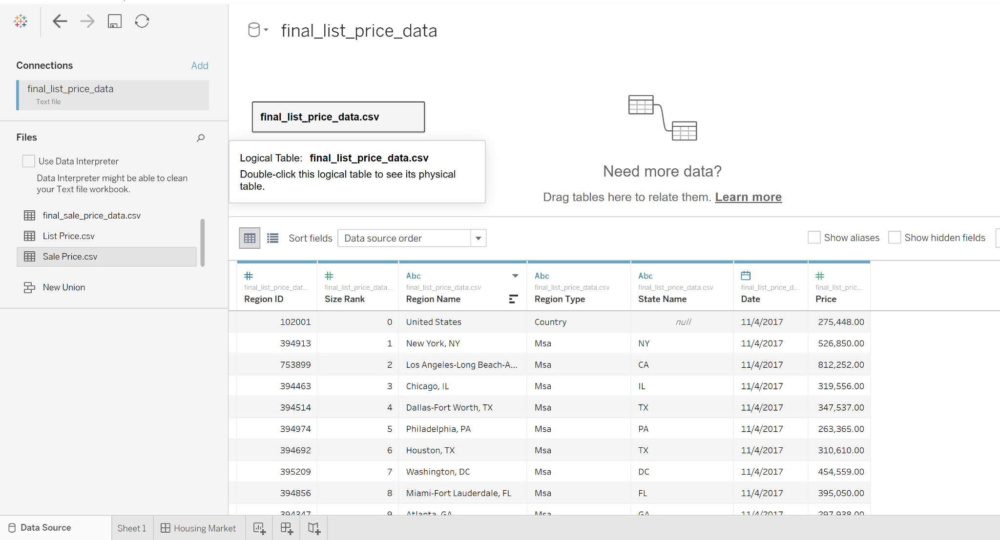 final_list_price_data
Connections
Add
final_list_price_data
Text file
Files
Use Data Interpreter
Data Interpreter might be able to clean
your Text file workbook.
final_sale_price_data.csv
List Price.csv
Sale Price.csv
New Union
final_list_price_data.csv
Logical Table: final_list_price_data.csv
Double-click this logical table to see its physical
table.
Need more data?
Drag tables here to relate them. Learn more
Sort fields
Data source order
Show aliases
Show hidden fields
Abc Abc Abc
final_list_price_dat... final_list_price_data... final_list_price_data.csv final_list_price_data.csv final_list_price_data.csv final_list_price_d... final_list_pric...
Region ID Size Rank Region Name Region Type State Name Date Price
102001 0 United States Country null 11/4/2017 275,448.00
394913 1 New York, NY Msa NY 11/4/2017 526,850.00
753899 2 Los Angeles-Long Beach-A... Msa CA 11/4/2017 812,252.00
394463 3 Chicago, IL Msa IL 11/4/2017 319,556.00
394514 4 Dallas-Fort Worth, TX Msa TX 11/4/2017 347,537.00
394974 5 Philadelphia, PA Msa PA 11/4/2017 263,365.00
394692 6 Houston, TX Msa TX 11/4/2017 310,610.00
395209 7 Washington, DC Msa DC 11/4/2017 454,559.00
394856 8 Miami-Fort Lauderdale, FL Msa FL 11/4/2017 395,050.00
394347 9 Atlanta, GA Msa GA 11/4/2017 297,938.00
Data Source
Sheet 1
Housing Market